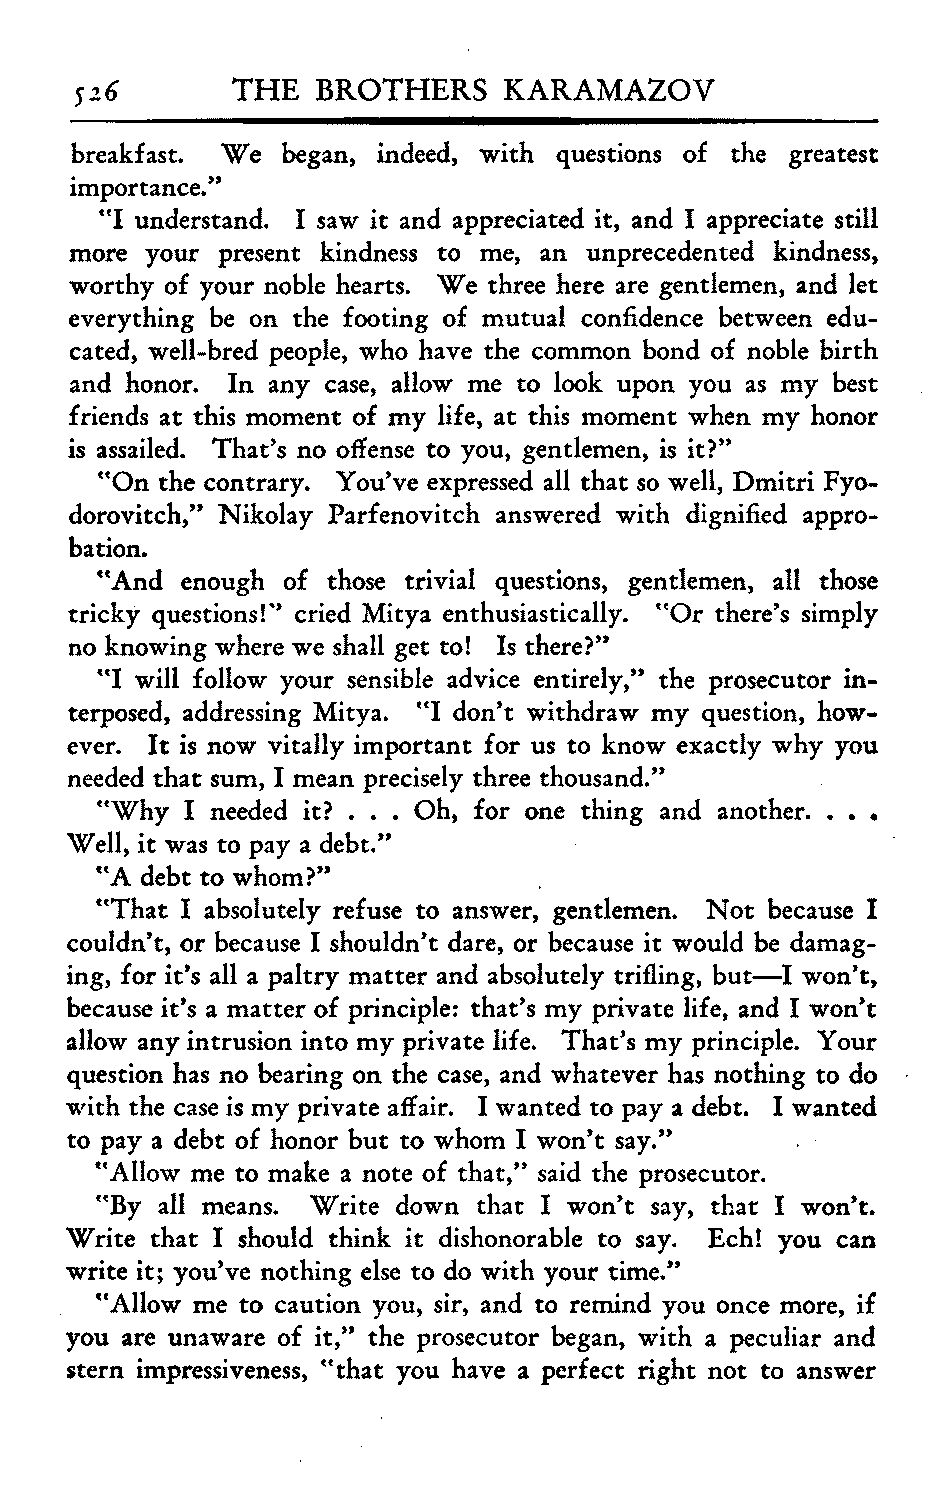 526 THE BROTHERS KARAMAZOV
breakfast. We began, indeed, with questions of the greatest
importance."
"I understand. I saw it and appreciated it, and I appreciate still
more your present kindness to me, an unprecedented kindness,
worthy of your noble hearts. We three here are gentlemen, and let
everything be on the footing of mutual confidence between edu-
cated, well-bred people, who have the common bond of noble birth
and honor. In any case, allow me to look upon you as my best
friends at this moment of my life, at this moment when my honor
is assailed. That's no offense to you, gentlemen, is it?"
"On the contrary. You've expressed all that so well, Dmitri Fyo-
dorovitch," Nikolay Parfenovitch answered with dignified appro-
bation.
"And enough of those trivial questions, gentlemen, all those
tricky questions!" cried Mitya enthusiastically. "Or there's simply
no knowing where we shall get to! Is there?"
"I will follow your sensible advice entirely," the prosecutor in-
terposed, addressing Mitya. "I don't withdraw my question, how-
ever. It is now vitally important for us to know exactly why you
needed that sum, I mean precisely three thousand."
"Why I needed it? . . . Oh, for one thing and another. . . .
Well, it was to pay a debt."
"A debt to whom?"
"That I absolutely refuse to answer, gentlemen. Not because I
couldn't, or because I shouldn't dare, or because it would be damag-
ing, for it's all a paltry matter and absolutely trifling, but—I won't,
because it's a matter of principle: that's my private life, and I won't
allow any intrusion into my private life. That's my principle. Your
question has no bearing on the case, and whatever has nothing to do
with the case is my private affair. I wanted to pay a debt. I wanted
to pay a debt of honor but to whom I won't say."
"Allow me to make a note of that," said the prosecutor.
"By all means. Write down that I won't say, that I won't.
Write that I should think it dishonorable to say. Ech! you can
write it; you've nothing else to do with your time."
"Allow me to caution you, sir, and to remind you once more, if
you are unaware of it," the prosecutor began, with a peculiar and
stern impressiveness, "that you have a perfect right not to answer